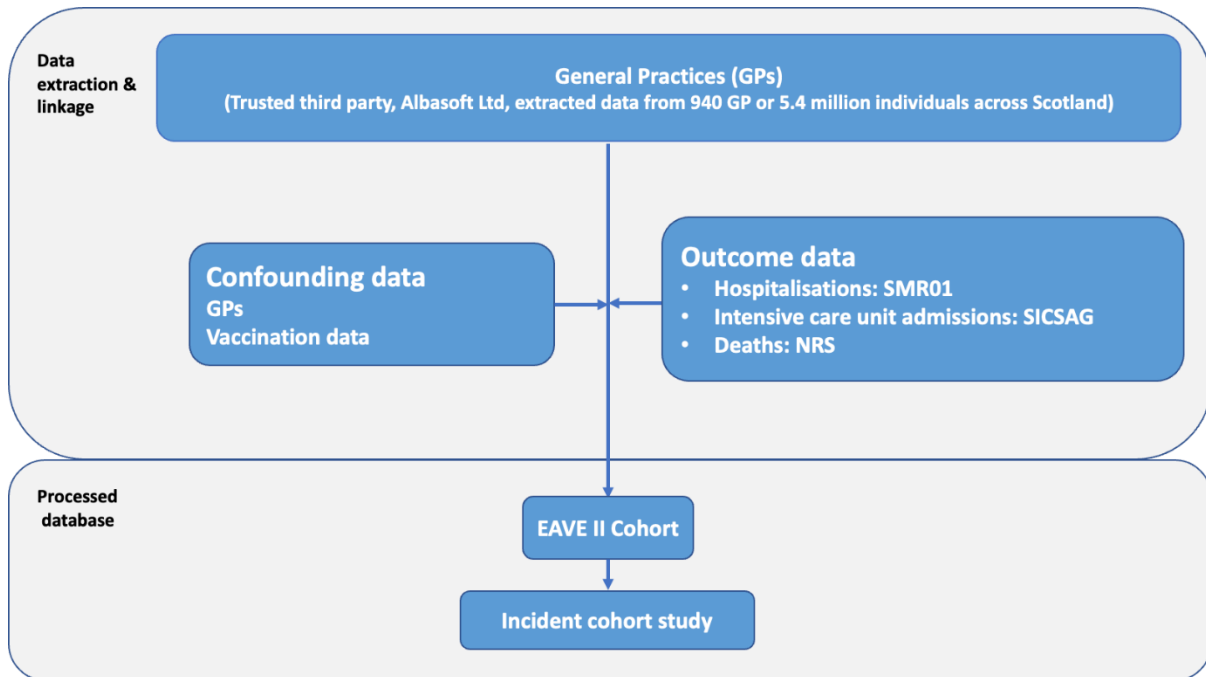 Data
extraction &
linkage
General Practices (GPs)
(Trusted third party, Albasoft Ltd, extracted data from 940 GP or 5.4 million individuals across Scotland)
Confounding data
GPs
Vaccination data
Outcome data
• Hospitalisations: SMR01
• Intensive care unit admissions: SICSAG
• Deaths: NRS
Processed
database
EAVE II Cohort
Incident cohort study